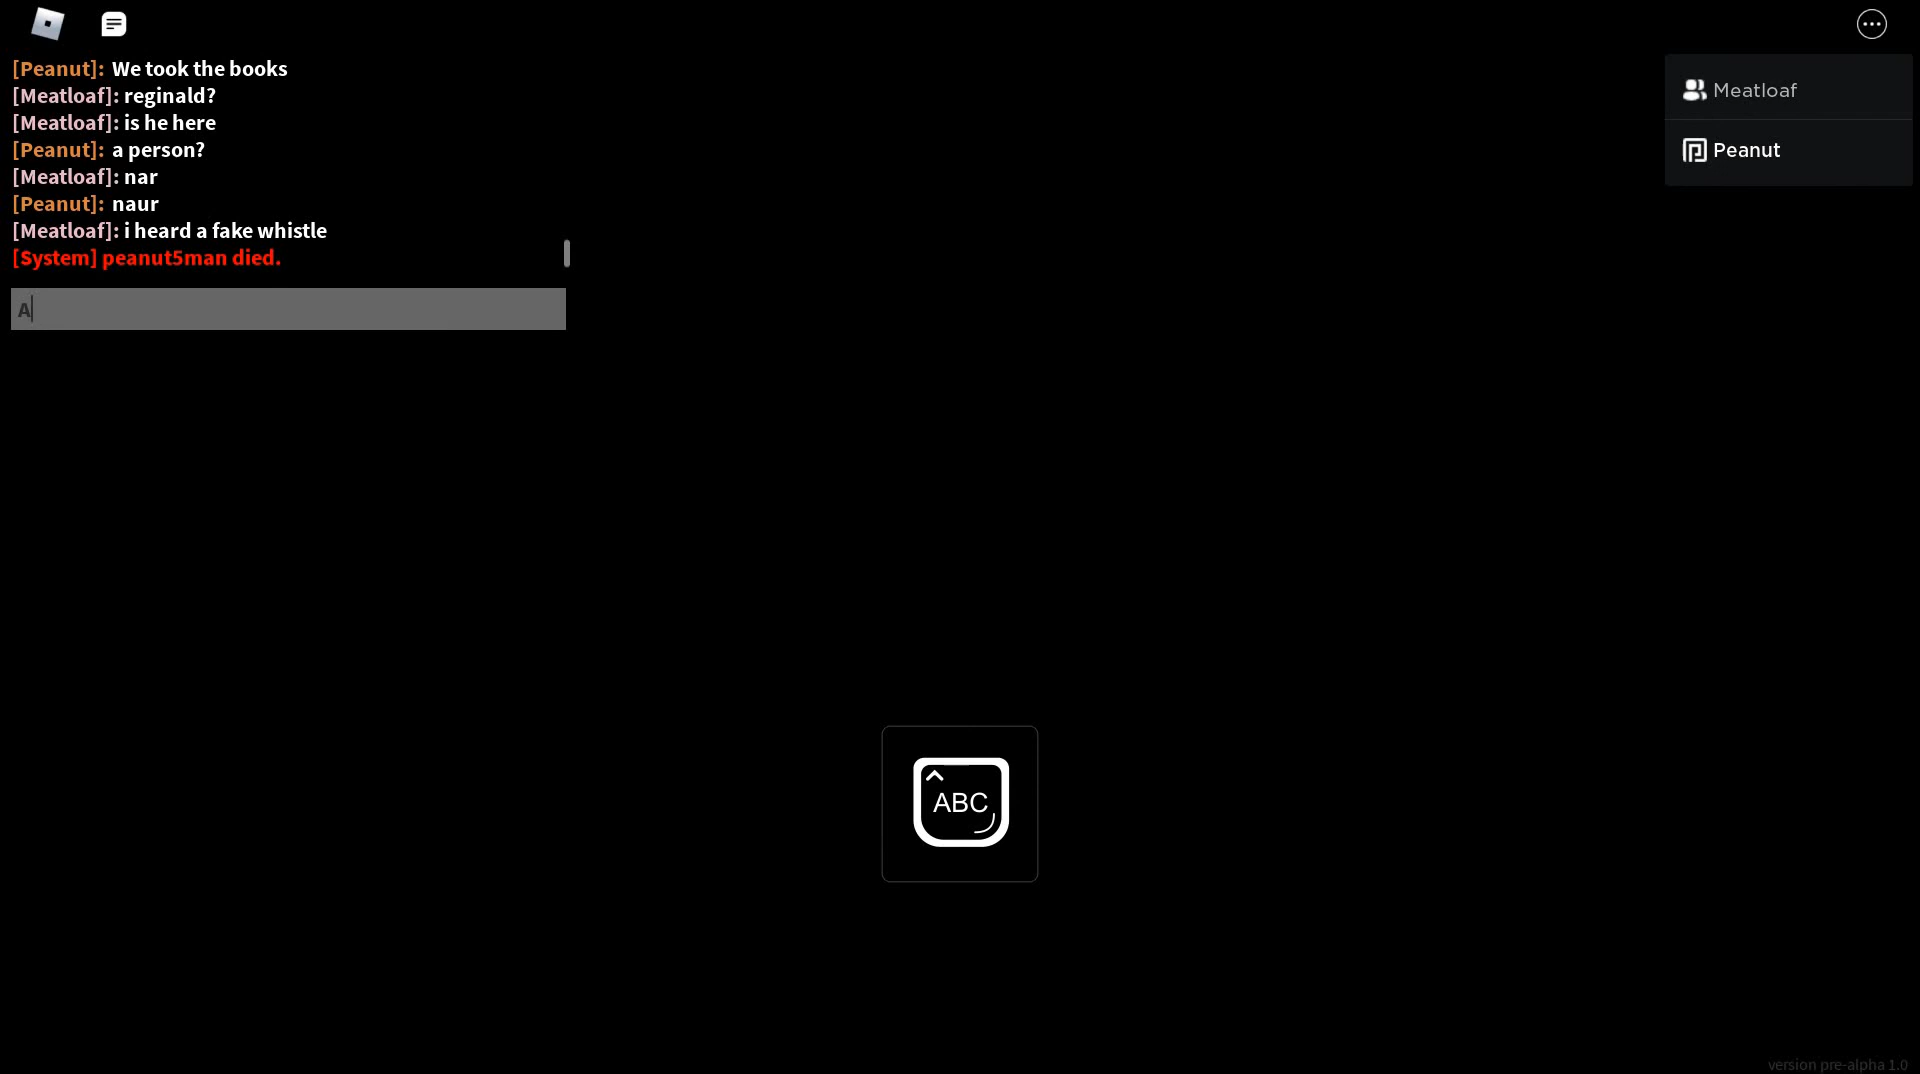 [Peanut]: We took the books
[Meatloaf]: reginald?
[Meatloaf]: is he here
[Peanut]: a person?
[Meatloaf]: nar
[Peanut]: naur
[Meatloaf]: i heard a fake whistle
[System] peanut5man died.
A
Meatloaf
Peanut
ABC
version pre-alpha 1.0